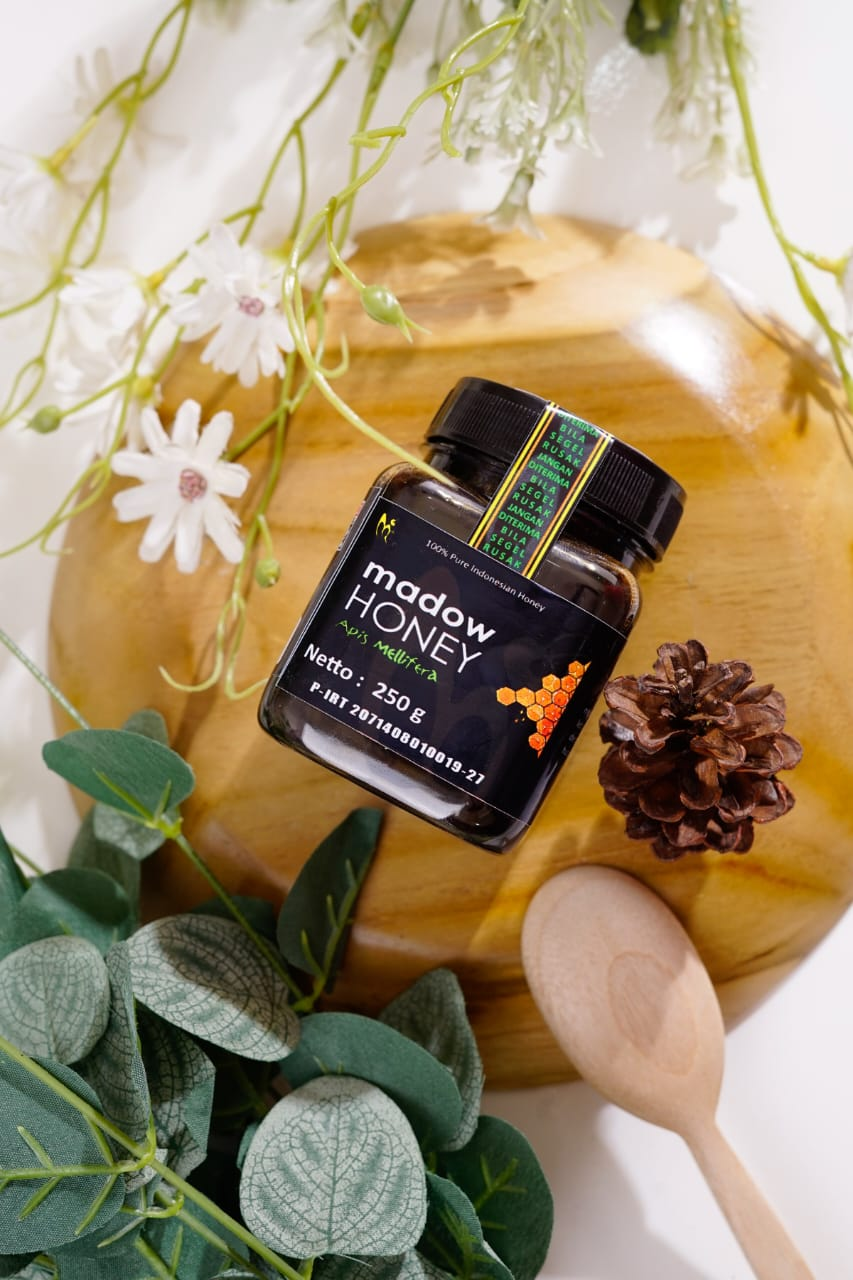 DITERIMA
BILA
SEGEL
RUSAK
JANGAN
DITERIMA
BILA
SEGEL
RUSAK
JANGAN
DITERIMA
BILA
SEGEL
RUSAK
100% Pure Indonesian Honey
madow
HONEY
Apis Mellifera
Netto : 250 g
P-IRT 2071408010019-27